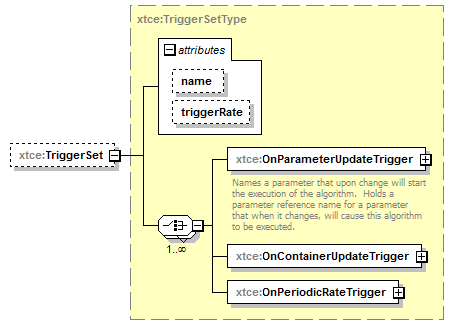 xtce:TriggerSetType
attributes
name
triggerRate
xtce:TriggerSet
xtce:OnParameterUpdateTrigger
Names a parameter that upon change will start
the execution of the algorithm.  Holds a
parameter reference name for a parameter
that when it changes, will cause this algorithm
to be executed.
1..∞
xtce:OnContainerUpdateTrigger
xtce:OnPeriodicRateTrigger